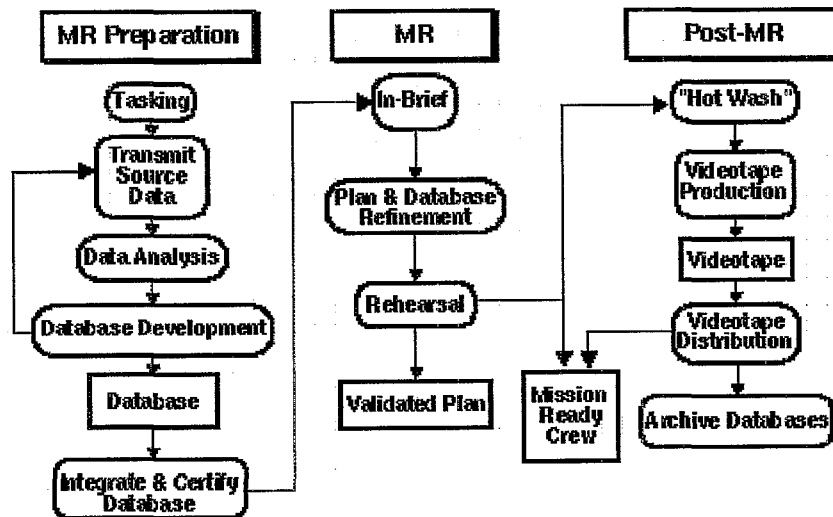 MR Preparation
Tasking
Transmit
Source
Data
Data Analysis
Database Development
Database
Integrate & Certify
Database
MR
In-Brief
Plan & Database
Refinement
Rehearsal
Validated Plan
Post-MR
"Hot Wash"
Videotape
Production
Videotape
Videotape
Distribution
Mission
Ready
Crew
Archive Databases